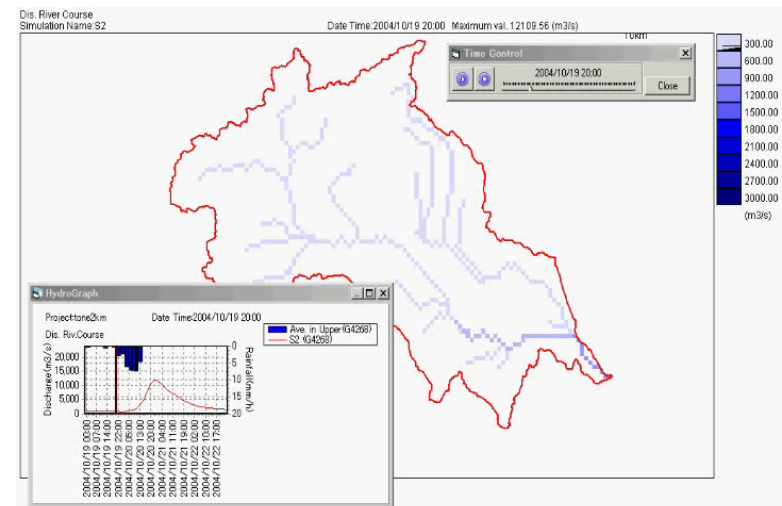 Dis. River Course
Simulation Name:S2
Date Time:2004/10/19 20:00 Maximum val. 12109.56 (m3/s)
10km
Time Control
2004/10/19 20:00
Close
300.00
600.00
900.00
1200.00
1500.00
1800.00
2100.00
2400.00
2700.00
3000.00
(m3/s)
HydroGraph
Project:tone2km
Date Time:2004/10/19 20:00
Dis. Riv.Course
Ave. in Upper(G4268)
S2 (G4268)
Discharge(m3/s)
20,000
15,000
10,000
5,000
0
0
5
10
15
20
Rainfall(mm/h)
2004/10/19 00:00
2004/10/19 07:00
2004/10/19 14:00
2004/10/19 22:00
2004/10/20 05:00
2004/10/20 13:00
2004/10/20 20:00
2004/10/21 04:00
2004/10/21 11:00
2004/10/21 19:00
2004/10/22 02:00
2004/10/22 10:00
2004/10/22 17:00